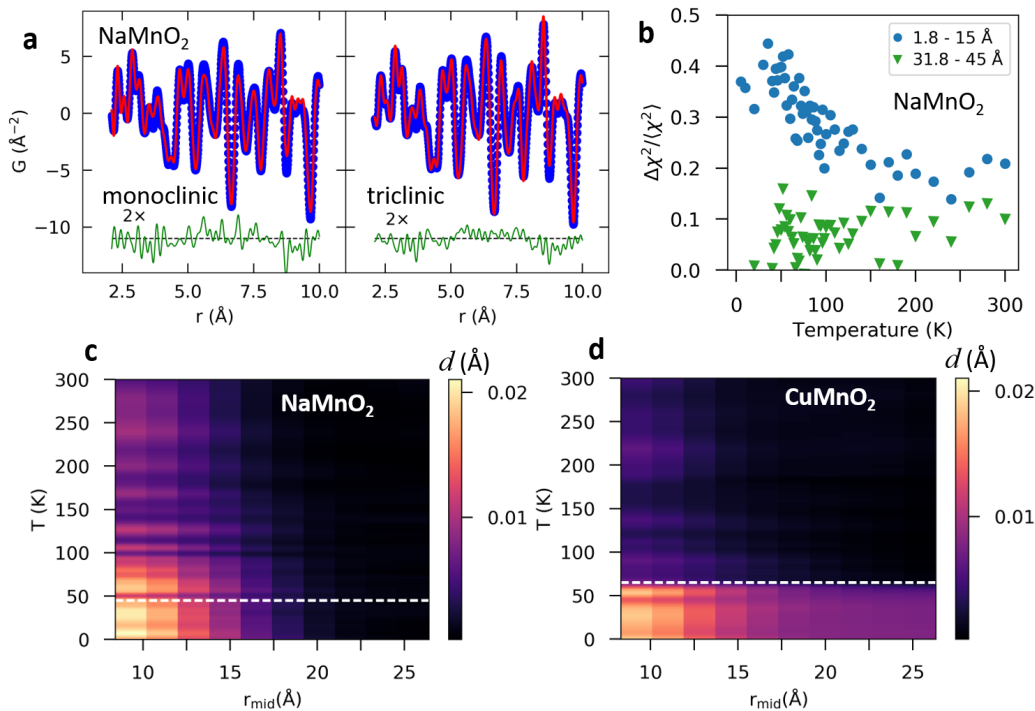 a
NaMnO₂
monoclinic
2×
triclinic
2×
G (Å⁻²)
5
0
−5
−10
2.5 5.0 7.5 10.0
2.5 5.0 7.5 10.0
r (Å)
r (Å)
b
1.8 - 15 Å
31.8 - 45 Å
NaMnO₂
Δχ²/⟨χ²⟩
0.5
0.4
0.3
0.2
0.1
0.0
0 100 200 300
Temperature (K)
c
NaMnO₂
d (Å)
0.02
0.01
T (K)
300
250
200
150
100
50
0
10 15 20 25
r_mid(Å)
d
CuMnO₂
d (Å)
0.02
0.01
T (K)
300
250
200
150
100
50
0
10 15 20 25
r_mid(Å)